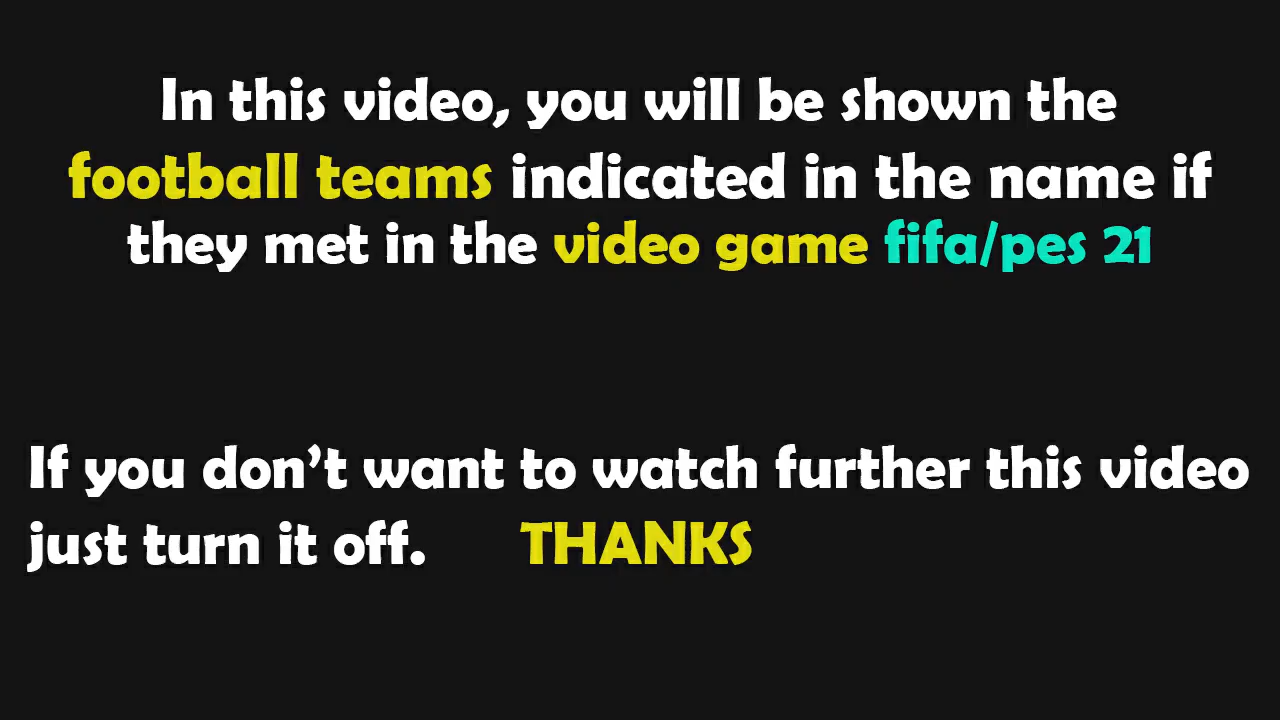 In this video, you will be shown the
football teams indicated in the name if
they met in the video game fifa/pes 21
If you don’t want to watch further this video
just turn it off. THANKS